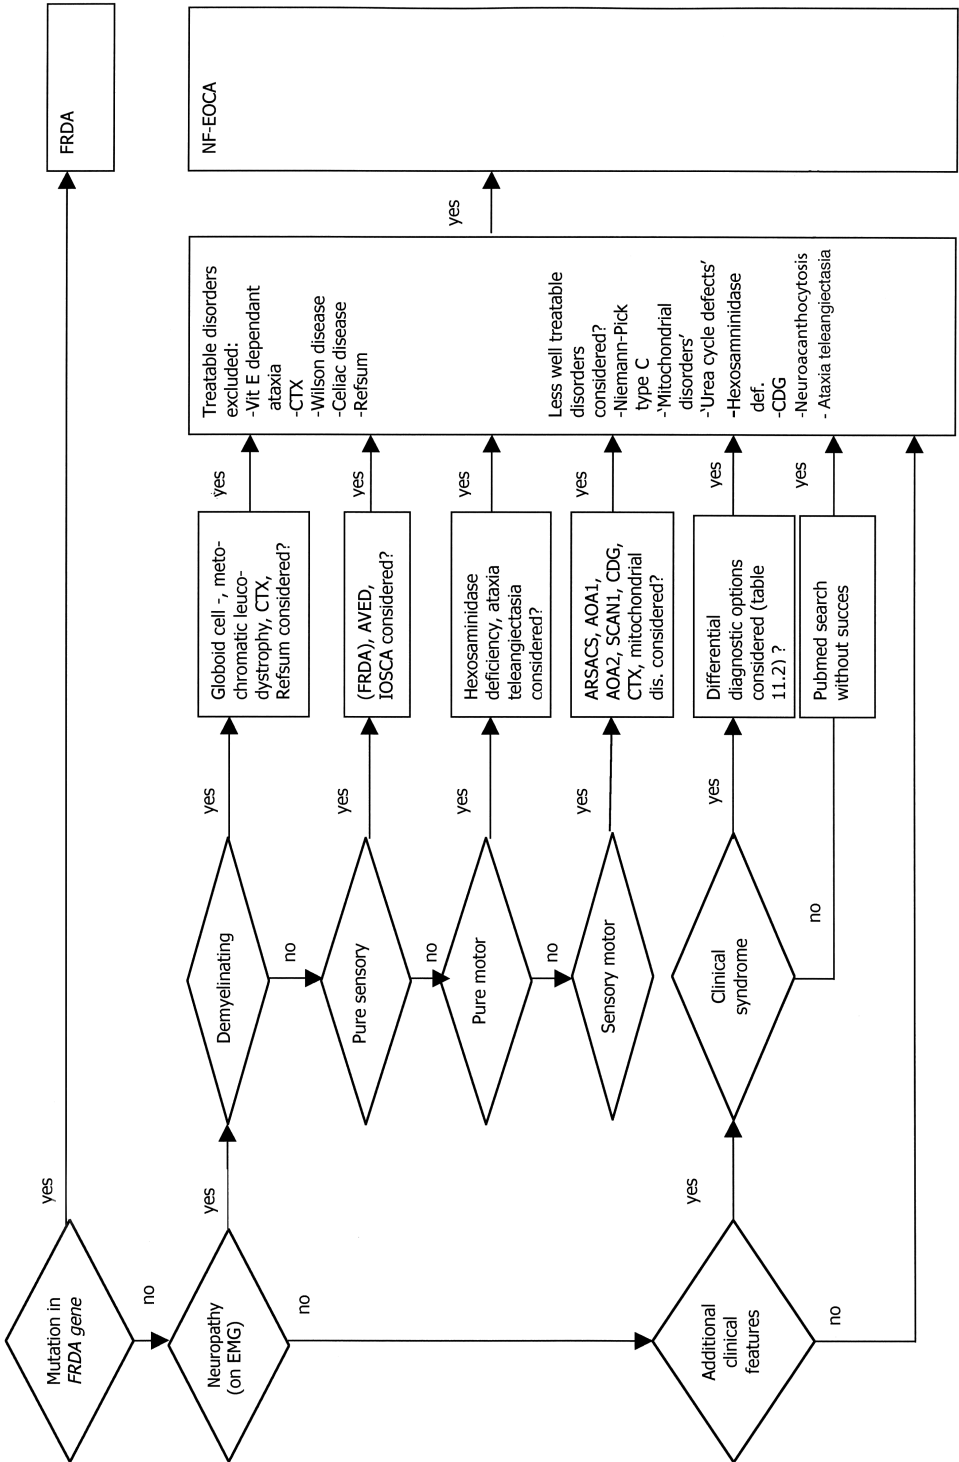 Mutation in
FRDA gene
yes
FRDA
no
Neuropathy
(on EMG)
yes
Demyelinating
yes
Globoid cell -, meto-
chromatic leuco-
dystrophy, CTX,
Refsum considered?
yes
no
Pure sensory
yes
(FRDA), AVED,
IOSCA considered?
yes
no
Pure motor
yes
Hexosaminidase
deficiency, ataxia
teleangiectasia
considered?
yes
no
Sensory motor
yes
ARSACS, AOA1,
AOA2, SCAN1, CDG,
CTX, mitochondrial
dis. considered?
yes
no
Additional
clinical
features
yes
Clinical
syndrome
yes
Differential
diagnostic options
considered (table
11.2) ?
yes
no
Pubmed search
without succes
yes
no
Treatable disorders
excluded:
-Vit E dependant
ataxia
-CTX
-Wilson disease
-Celiac disease
-Refsum
Less well treatable
disorders
considered?
-Niemann-Pick
type C
-'Mitochondrial
disorders'
-'Urea cycle defects'
-Hexosamninidase
def.
-CDG
-Neuroacanthocytosis
- Ataxia teleangiectasia
yes
NF-EOCA